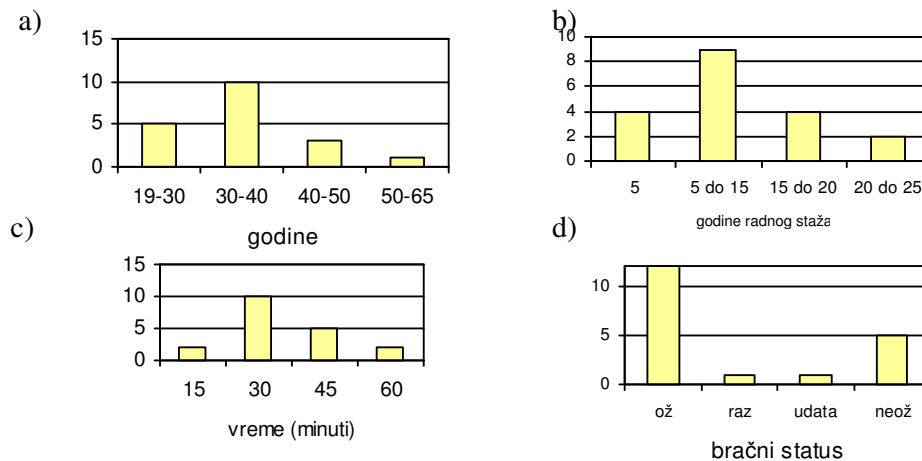 a)
15
10
5
0
19-30 30-40 40-50 50-65
godine
b)
10
8
6
4
2
0
5 5 do 15 15 do 20 20 do 25
godine radnog staža
c)
15
10
5
0
15 30 45 60
vreme (minuti)
d)
10
5
0
ož raz udata neož
bračni status